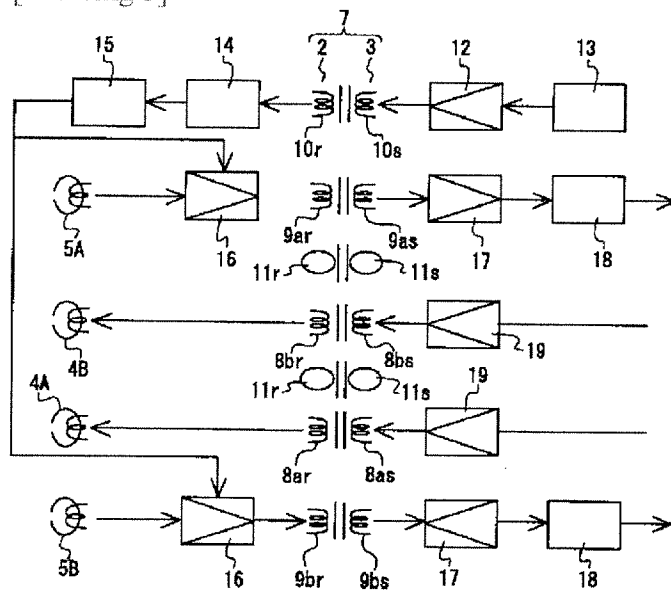 7
15 14 2 3 12 13
10r 10s
5A 16 9ar 9as 17 18
11r 11s
4B 8br 8bs 19
4A 11r 11s 19
8ar 8as
5B 16 9br 9bs 17 18